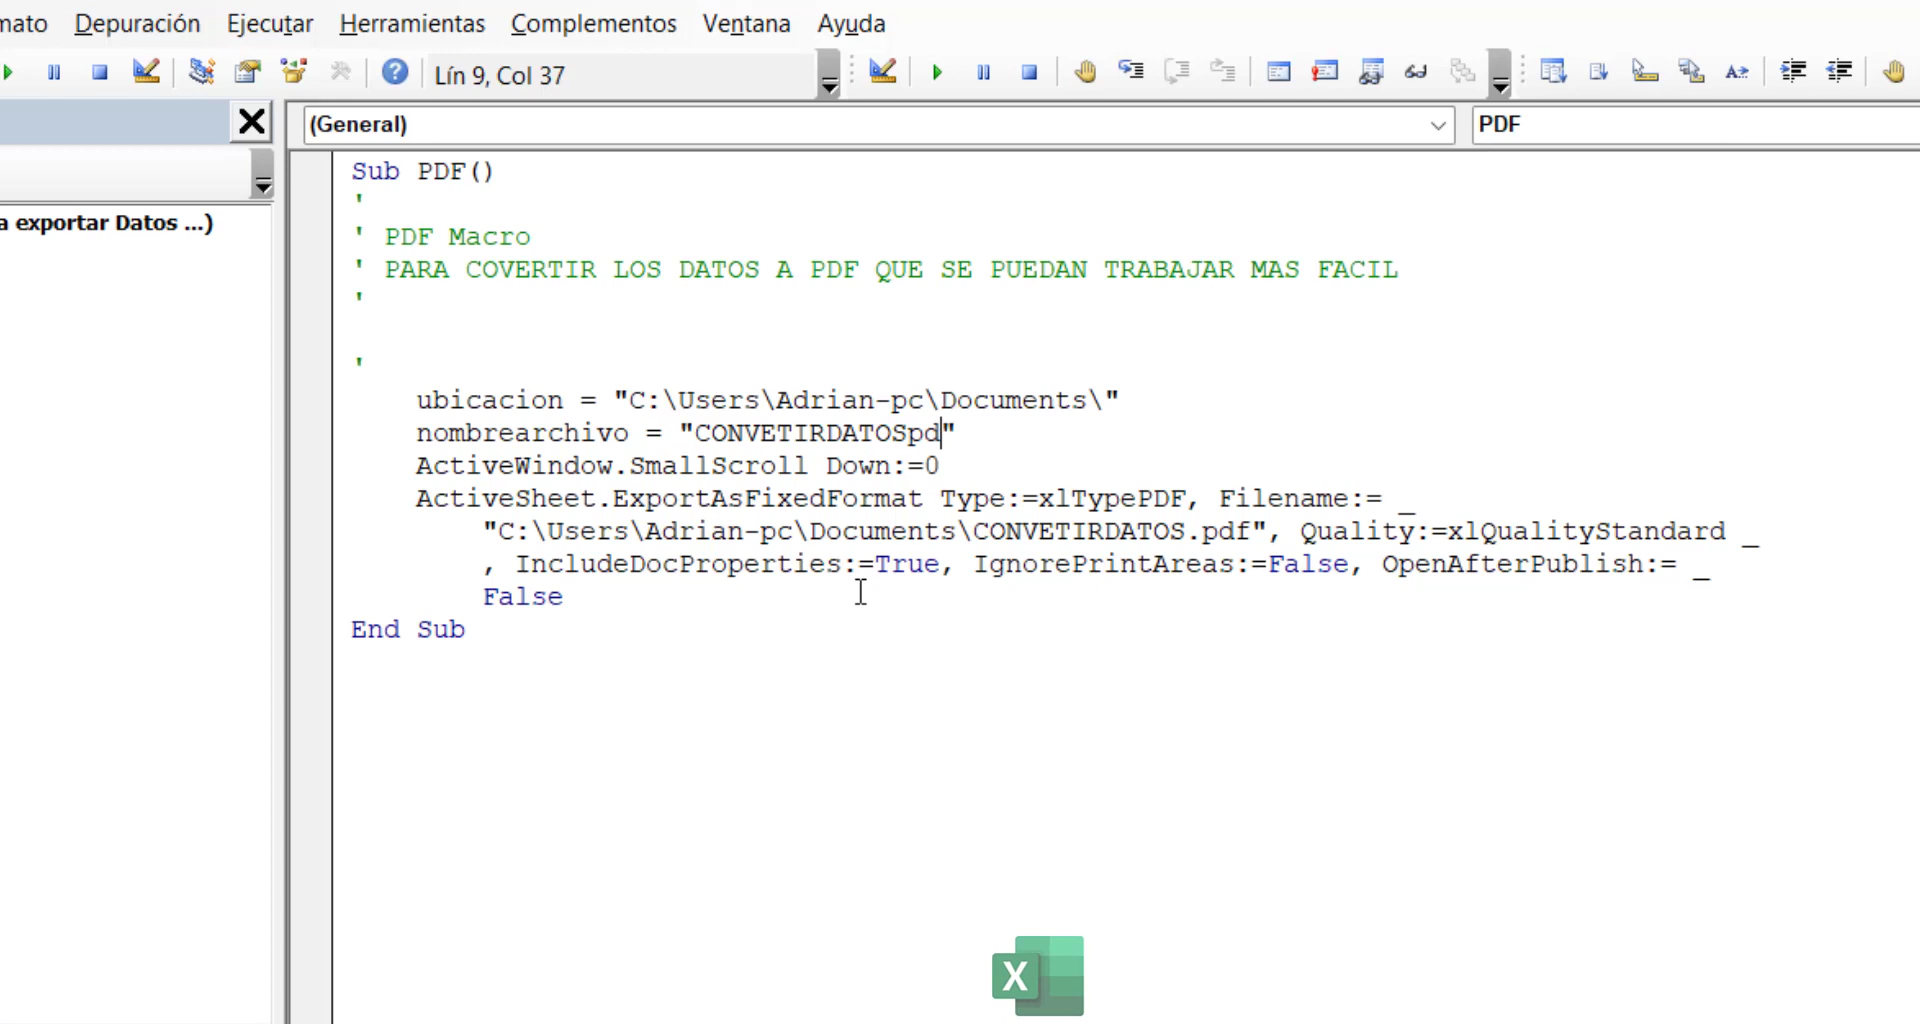 mato Depuración Ejecutar Herramientas Complementos Ventana Ayuda
Lín 9, Col 37
(General) PDF
a exportar Datos ...)
Sub PDF()
'
' PDF Macro
' PARA COVERTIR LOS DATOS A PDF QUE SE PUEDAN TRABAJAR MAS FACIL
'
'
ubicacion = "C:\Users\Adrian-pc\Documents\"
nombrearchivo = "CONVETIRDATOSpd"
ActiveWindow.SmallScroll Down:=0
ActiveSheet.ExportAsFixedFormat Type:=xlTypePDF, Filename:= _
"C:\Users\Adrian-pc\Documents\CONVETIRDATOS.pdf", Quality:=xlQualityStandard _
, IncludeDocProperties:=True, IgnorePrintAreas:=False, OpenAfterPublish:= _
False
End Sub
X